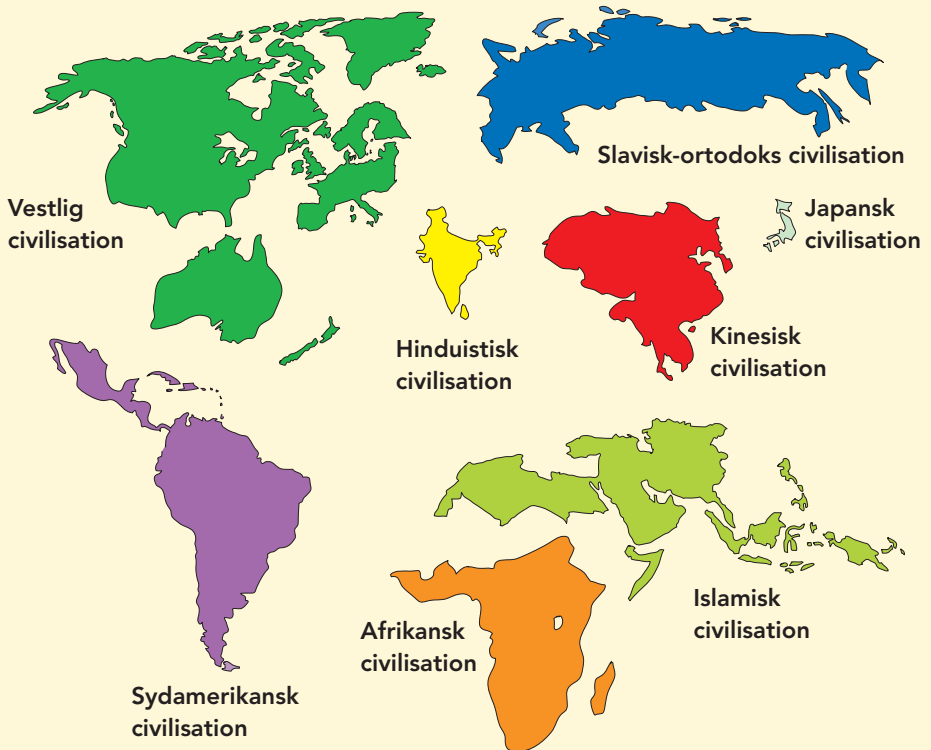 Slavisk-ortodoks civilisation
Vestlig
civilisation
Japansk
civilisation
Hinduistisk
civilisation
Kinesisk
civilisation
Islamisk
civilisation
Afrikansk
civilisation
Sydamerikansk
civilisation